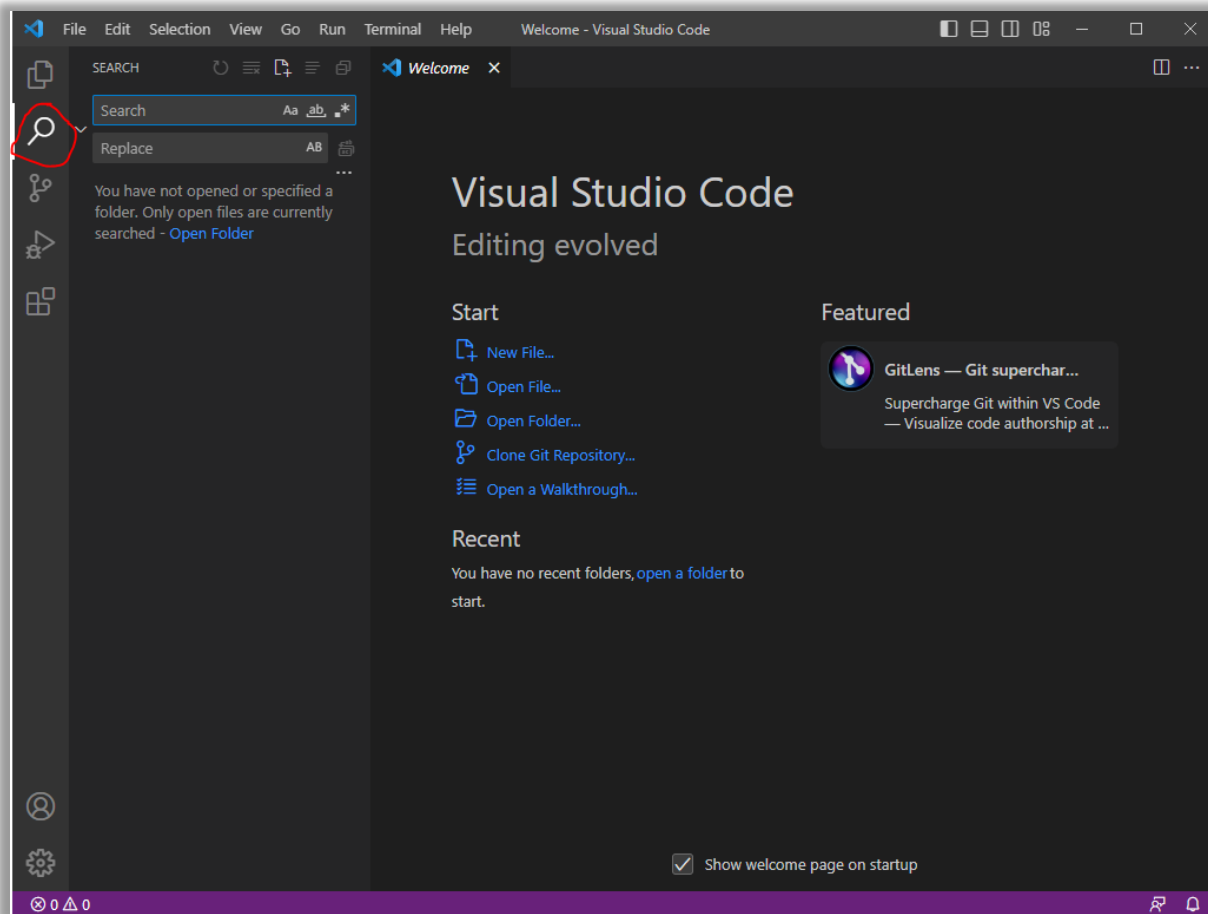 File Edit Selection View Go Run Terminal Help Welcome - Visual Studio Code
SEARCH
Welcome
Search Aa ab *
Replace AB
You have not opened or specified a
folder. Only open files are currently
searched - Open Folder
Visual Studio Code
Editing evolved
Start
New File...
Open File...
Open Folder...
Clone Git Repository...
Open a Walkthrough...
Recent
You have no recent folders, open a folder to
start.
Featured
GitLens — Git superchar...
Supercharge Git within VS Code
— Visualize code authorship at ...
Show welcome page on startup
0 0